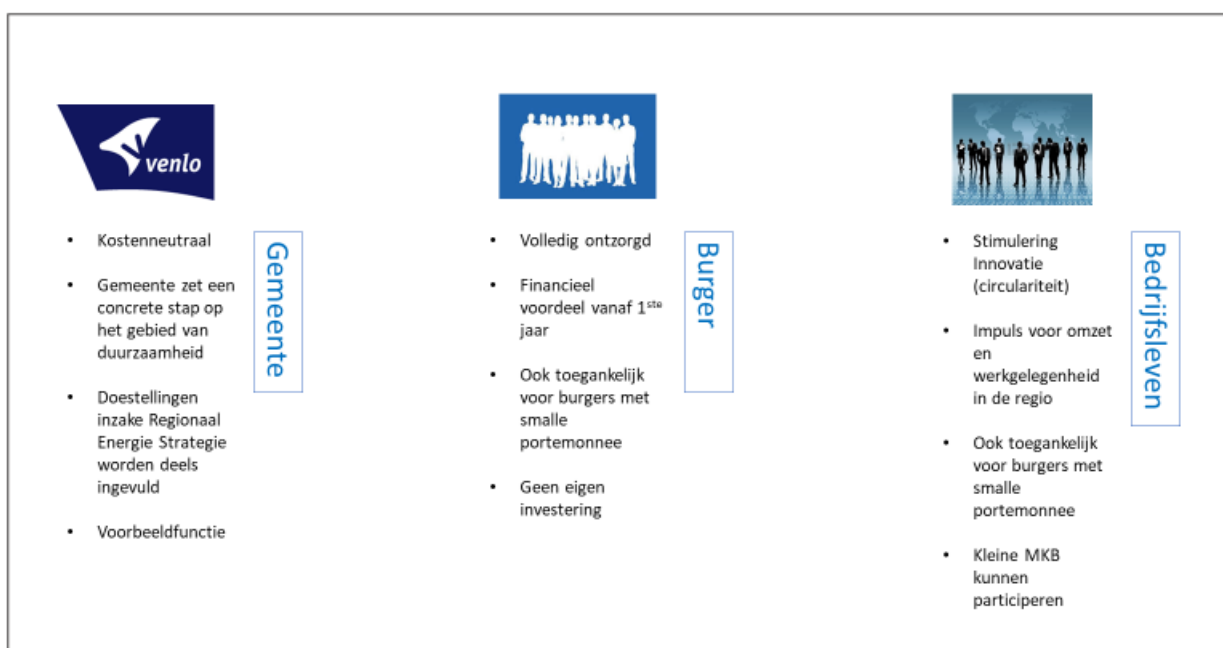 venlo
Gemeente
• Kostenneutraal
• Gemeente zet een
concrete stap op
het gebied van
duurzaamheid
• Doestellingen
inzake Regionaal
Energie Strategie
worden deels
ingevuld
• Voorbeeldfunctie
Burger
• Volledig ontzorgd
• Financieel
voordeel vanaf 1ste
jaar
• Ook toegankelijk
voor burgers met
smalle
portemonnee
• Geen eigen
investering
Bedrijfsleven
• Stimulering
Innovatie
(circulariteit)
• Impuls voor omzet
en
werkgelegenheid
in de regio
• Ook toegankelijk
voor burgers met
smalle
portemonnee
• Kleine MKB
kunnen
participeren